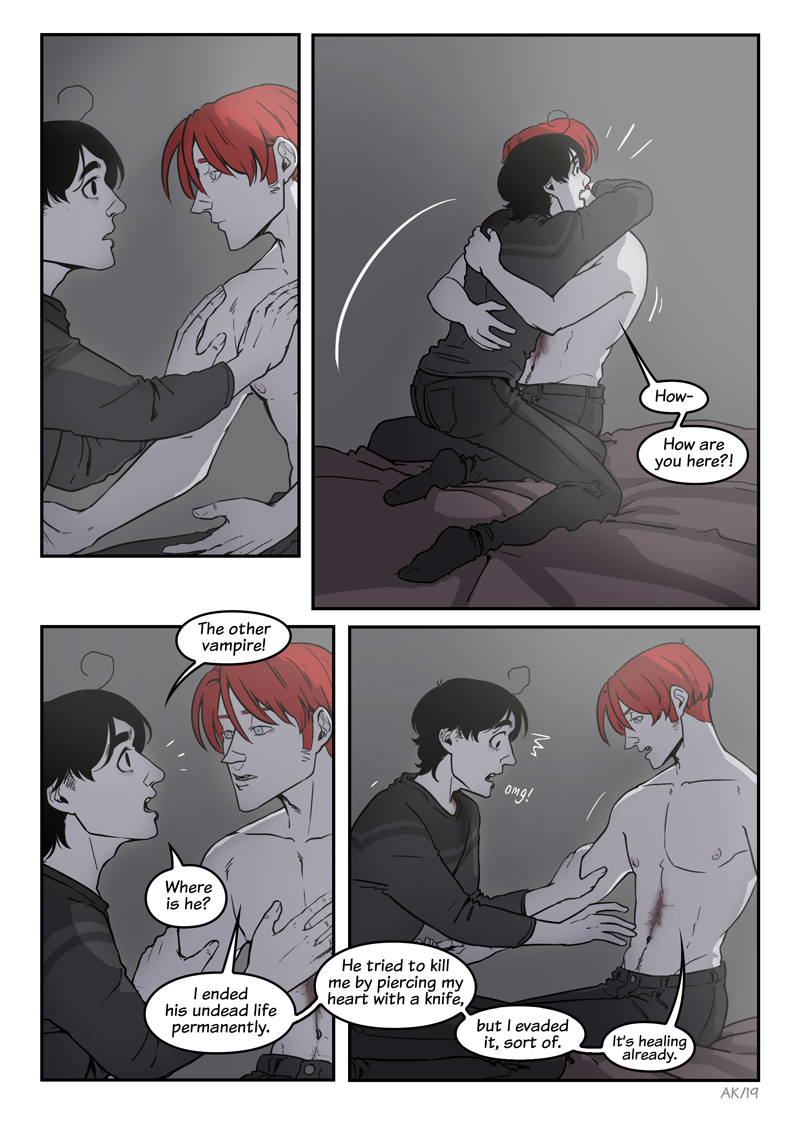 How-
How are
you here?!
The other
vampire!
Where
is he?
I ended
his undead life
permanently.
He tried to kill
me by piercing my
heart with a knife,
but I evaded
it, sort of.
It's healing
already.
omg!
AK/19